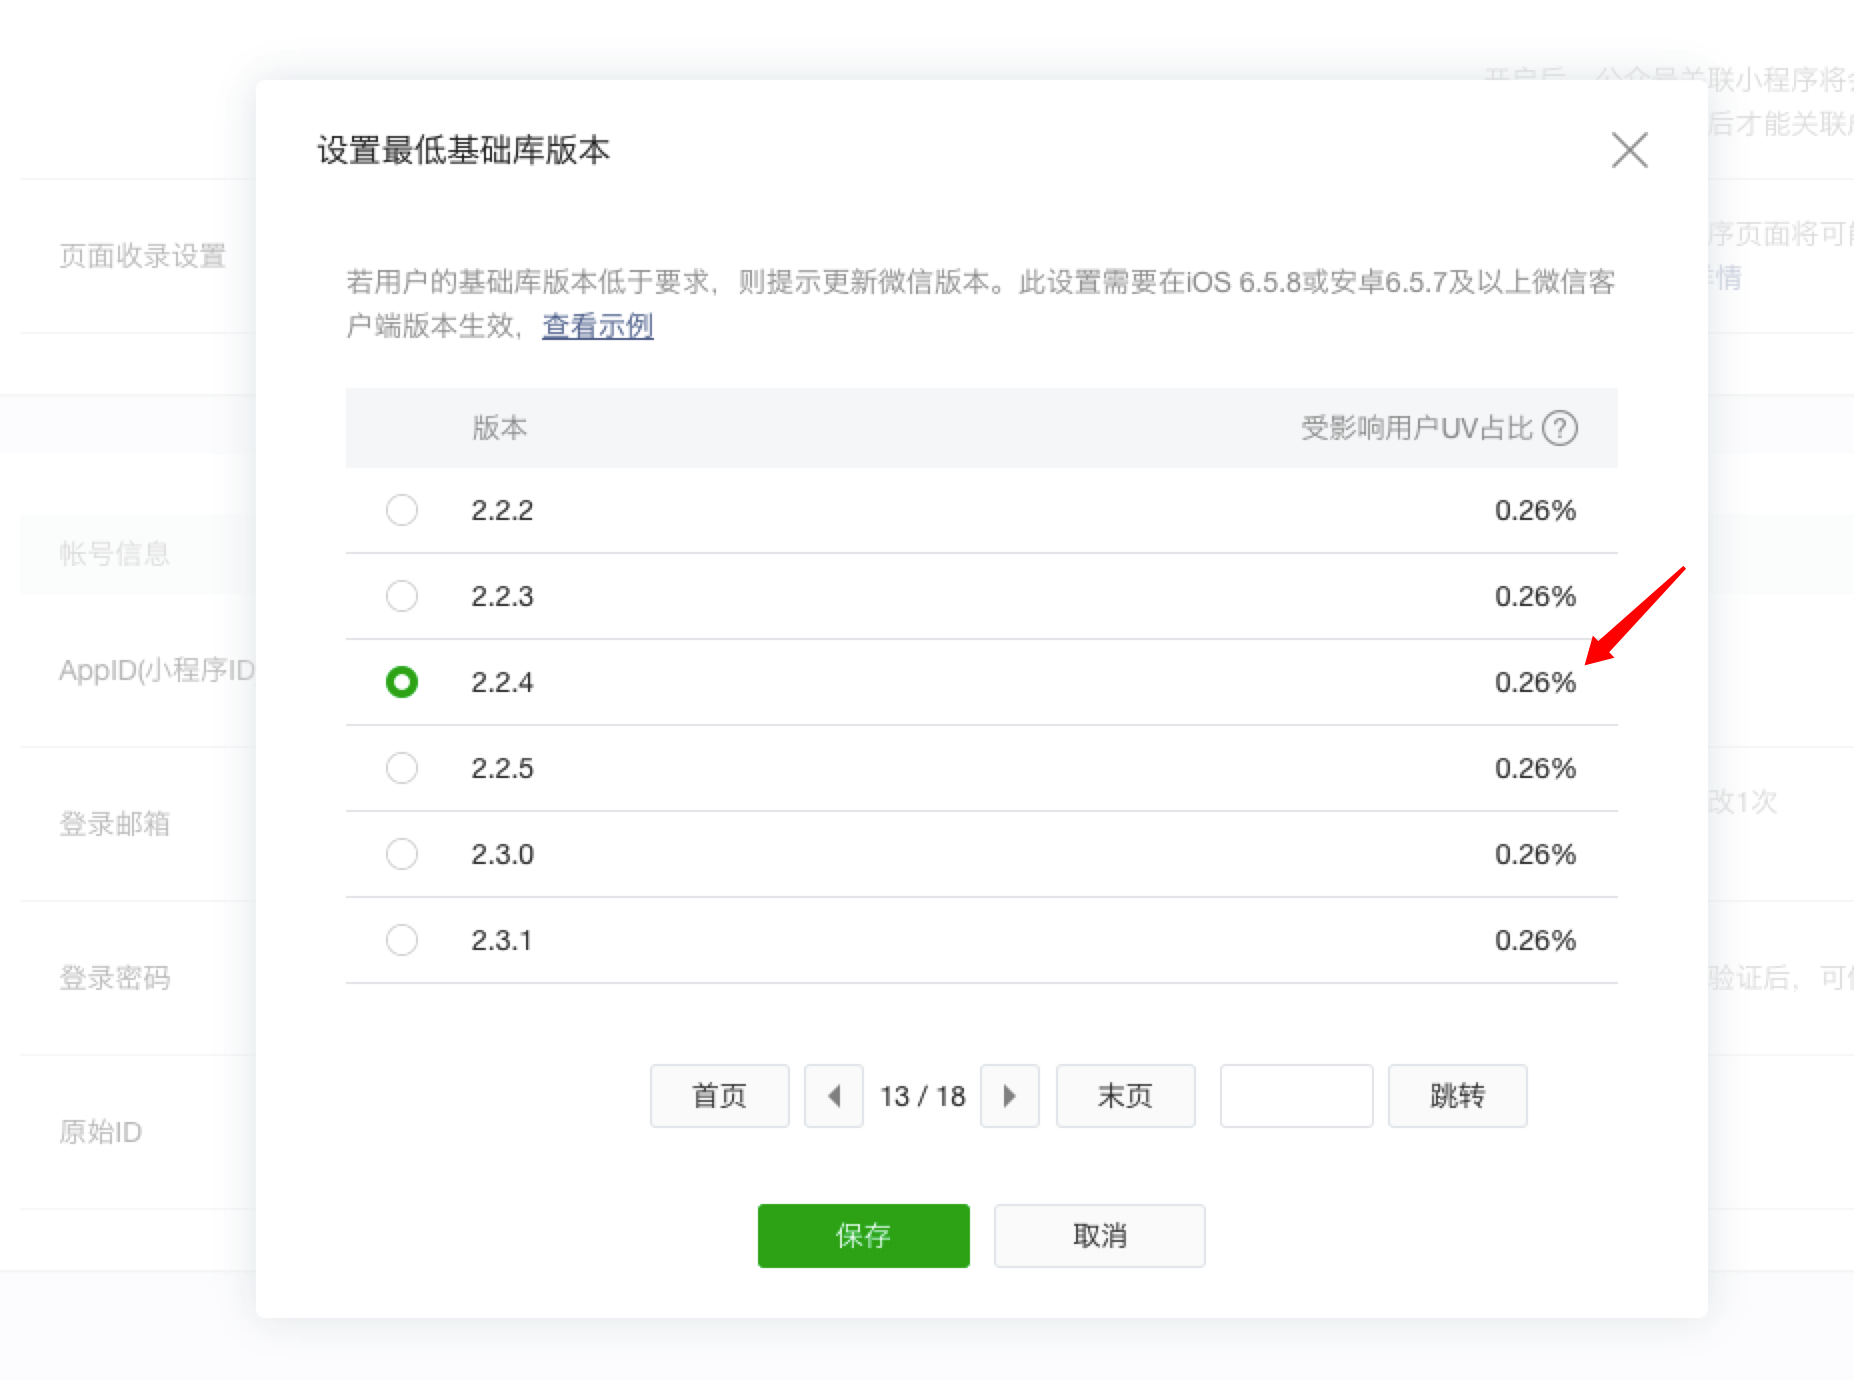 开启后，公众号关联小程序将
后才能关联
设置最低基础库版本
页面收录设置
序页面将可
详情
若用户的基础库版本低于要求，则提示更新微信版本。此设置需要在iOS 6.5.8或安卓6.5.7及以上微信客
户端版本生效，查看示例
版本 受影响用户UV占比 ?
2.2.2 0.26%
帐号信息
2.2.3 0.26%
AppID(小程序ID
2.2.4 0.26%
2.2.5 0.26%
改1次
登录邮箱
2.3.0 0.26%
2.3.1 0.26%
登录密码
验证后，可
首页 13 / 18 末页 跳转
原始ID
保存 取消